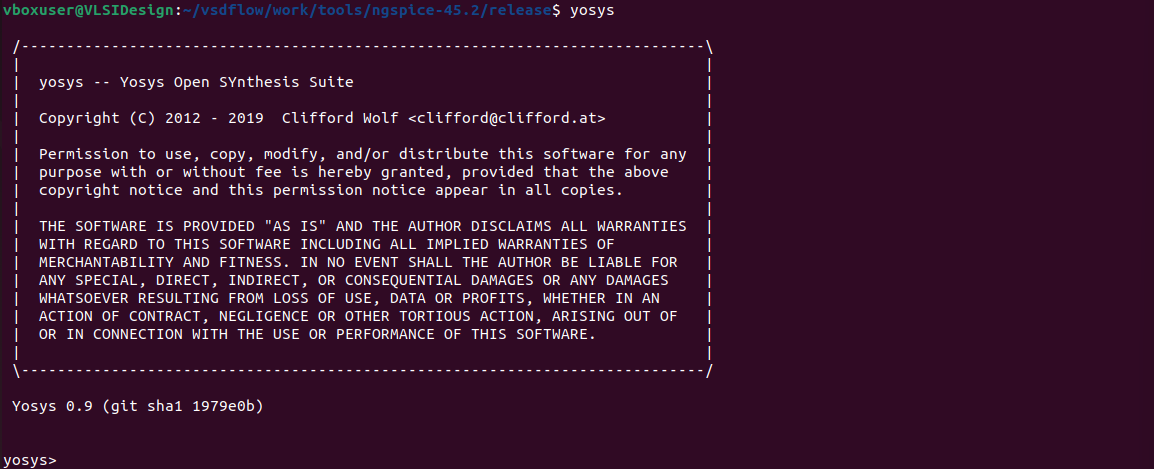 vboxuser@VLSIDesign:~/vsdflow/work/tools/ngspice-45.2/release$ yosys
/----------------------------------------------------------------------------\
|                                                                            |
|  yosys -- Yosys Open SYnthesis Suite                                       |
|                                                                            |
|  Copyright (C) 2012 - 2019  Clifford Wolf <clifford@clifford.at>           |
|                                                                            |
|  Permission to use, copy, modify, and/or distribute this software for any  |
|  purpose with or without fee is hereby granted, provided that the above    |
|  copyright notice and this permission notice appear in all copies.         |
|                                                                            |
|  THE SOFTWARE IS PROVIDED "AS IS" AND THE AUTHOR DISCLAIMS ALL WARRANTIES  |
|  WITH REGARD TO THIS SOFTWARE INCLUDING ALL IMPLIED WARRANTIES OF          |
|  MERCHANTABILITY AND FITNESS. IN NO EVENT SHALL THE AUTHOR BE LIABLE FOR   |
|  ANY SPECIAL, DIRECT, INDIRECT, OR CONSEQUENTIAL DAMAGES OR ANY DAMAGES    |
|  WHATSOEVER RESULTING FROM LOSS OF USE, DATA OR PROFITS, WHETHER IN AN     |
|  ACTION OF CONTRACT, NEGLIGENCE OR OTHER TORTIOUS ACTION, ARISING OUT OF   |
|  OR IN CONNECTION WITH THE USE OR PERFORMANCE OF THIS SOFTWARE.            |
|                                                                            |
\----------------------------------------------------------------------------/
Yosys 0.9 (git sha1 1979e0b)
yosys>